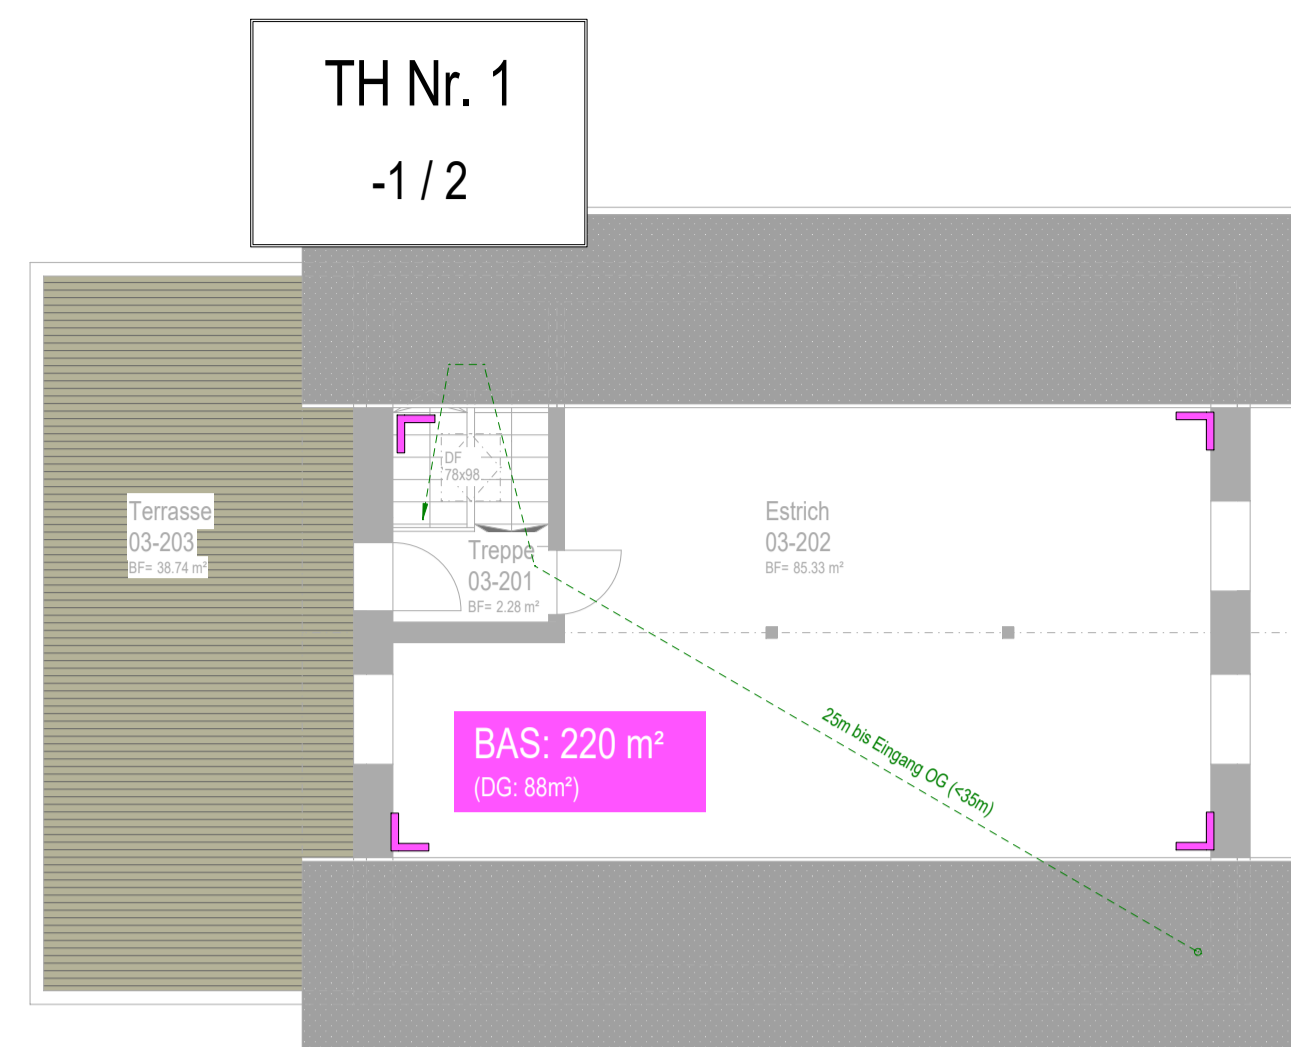 TH Nr. 1
-1 / 2
DF
78x98
Terrasse
03-203
BF= 38.74 m²
Treppe
03-201
BF= 2.28 m²
Estrich
03-202
BF= 85.33 m²
25m bis Eingang OG (<35m)
BAS: 220 m²
(DG: 88m²)